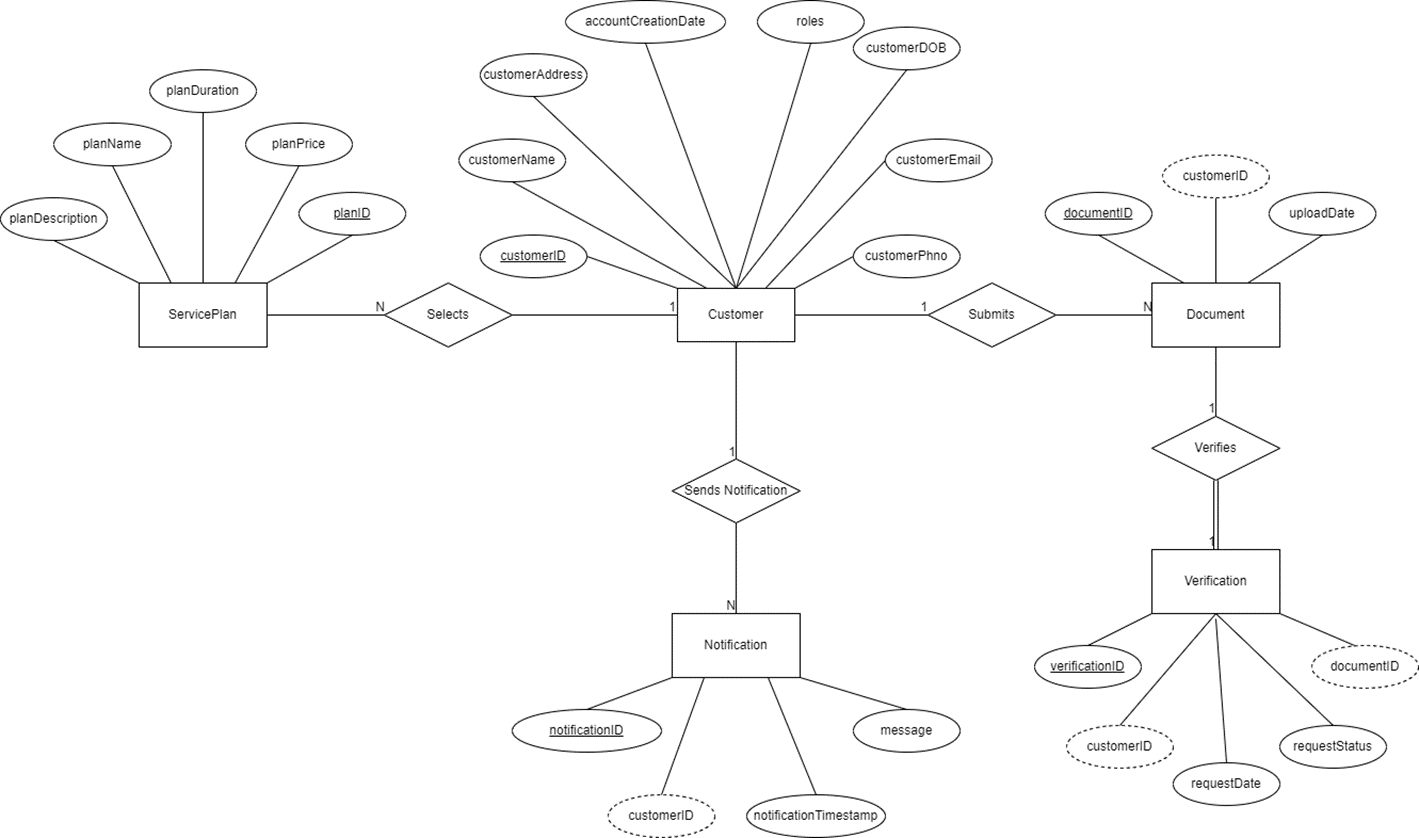 accountCreationDate
roles
customerDOB
customerAddress
planDuration
planName
planPrice
customerName
customerEmail
customerID
planDescription
planID
documentID
uploadDate
customerID
customerPhno
ServicePlan
N
Selects
1
Customer
1
Submits
N
Document
1
Verifies
1
Sends Notification
1
N
Verification
Notification
verificationID
documentID
notificationID
message
customerID
requestStatus
requestDate
customerID
notificationTimestamp